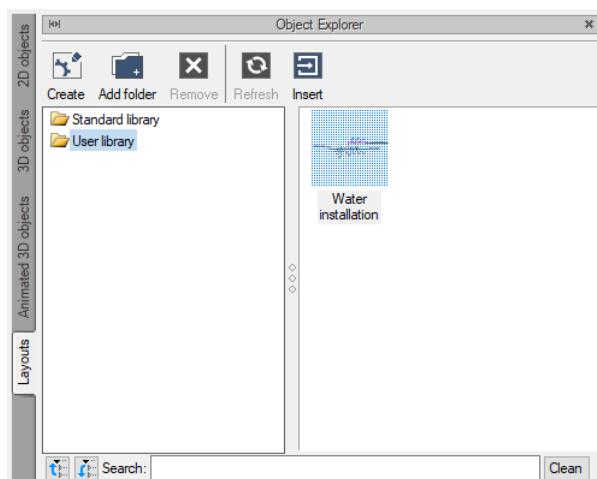 Object Explorer
2D objects
3D objects
Animated 3D objects
Layouts
Create
Add folder
Remove
Refresh
Insert
Standard library
User library
Water
installation
Search:
Clean